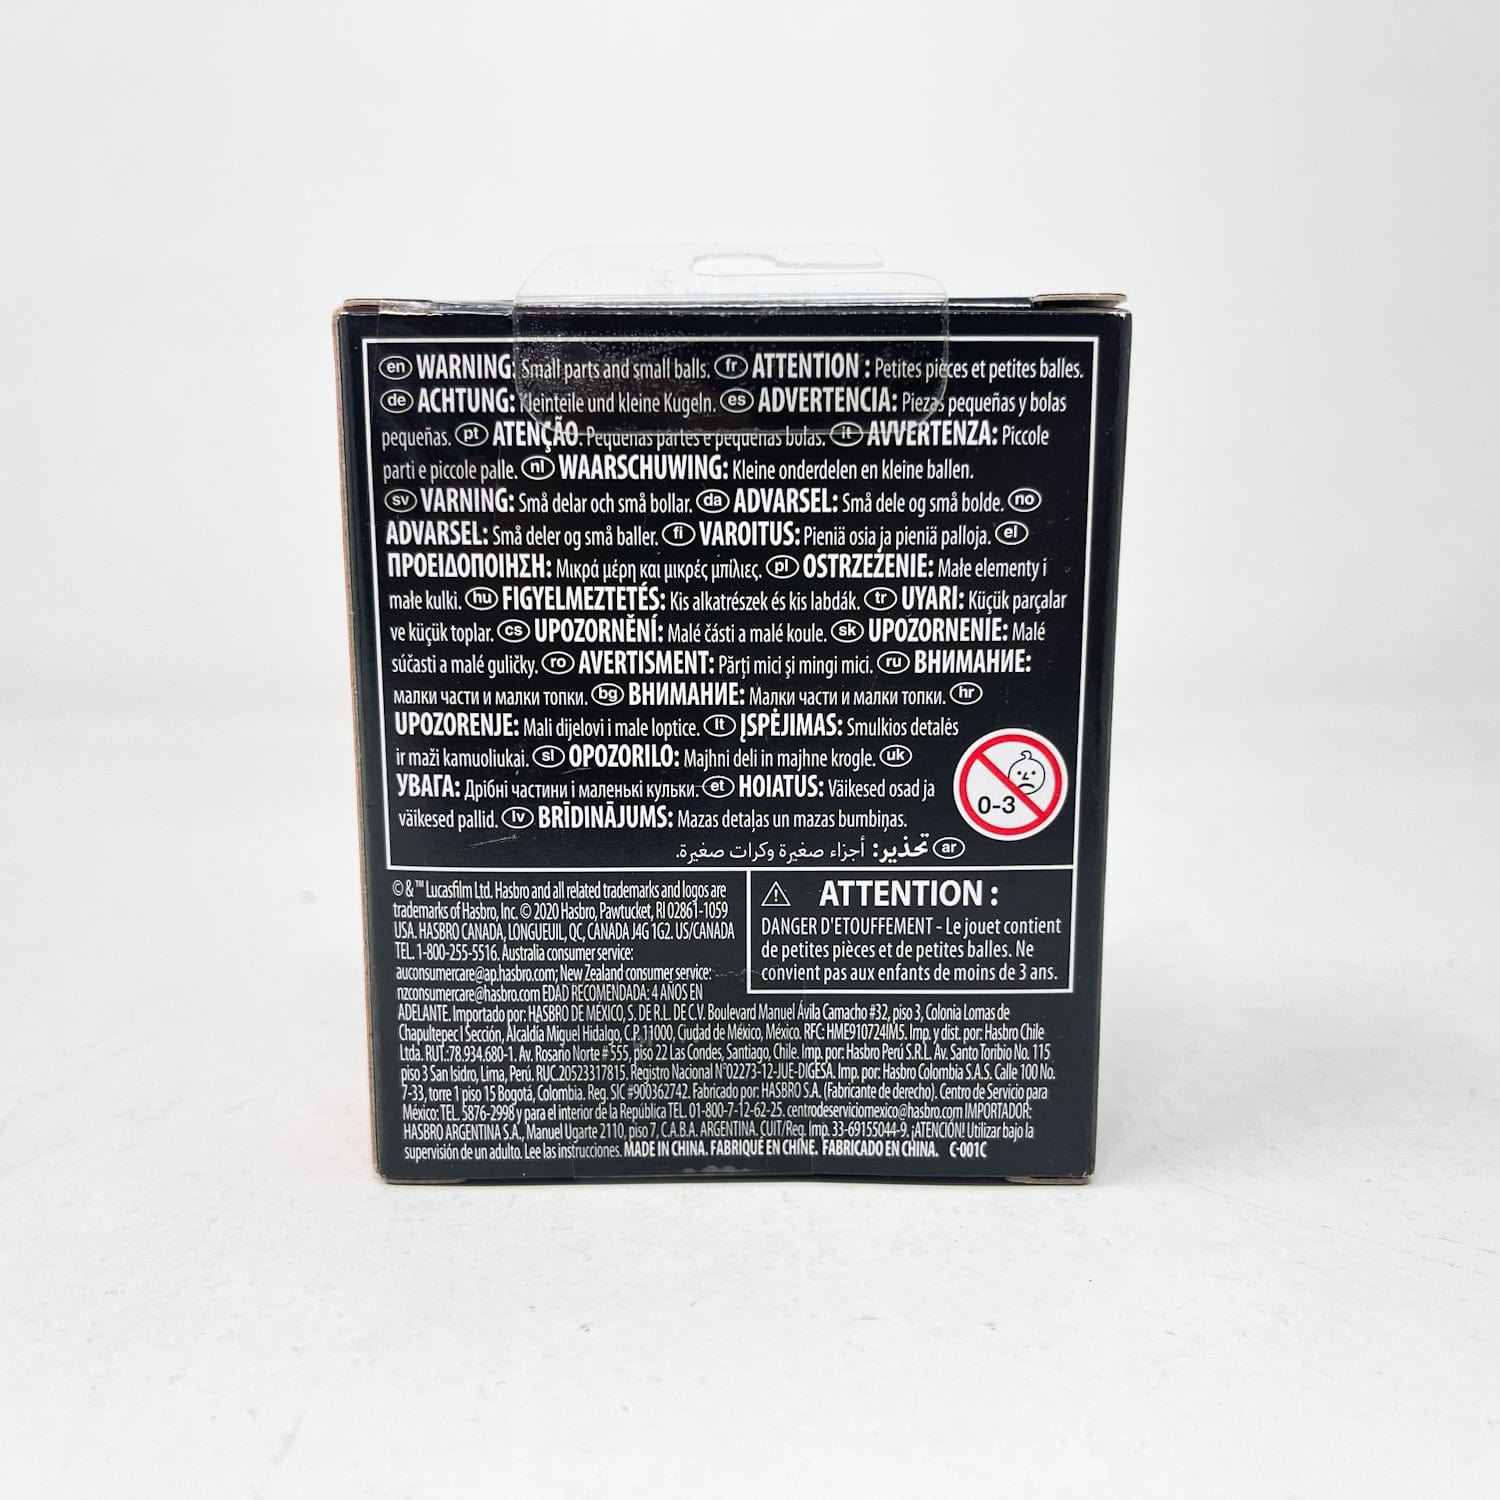 en WARNING: Small parts and small balls. fr ATTENTION : Petites pièces et petites balles.
de ACHTUNG: Kleinteile und kleine Kugeln. es ADVERTENCIA: Piezas pequeñas y bolas
pequeñas. pt ATENÇÃO: Pequenas partes e pequenas bolas. it AVVERTENZA: Piccole
parti e piccole palle. nl WAARSCHUWING: Kleine onderdelen en kleine ballen.
sv VARNING: Små delar och små bollar. da ADVARSEL: Små dele og små bolde. no
ADVARSEL: Små deler og små baller. fi VAROITUS: Pieniä osia ja pieniä palloja. el
ΠΡΟΕΙΔΟΠΟΙΗΣΗ: Μικρά μέρη και μικρές μπίλιες. pl OSTRZEŻENIE: Małe elementy i
małe kulki. hu FIGYELMEZTETÉS: Kis alkatrészek és kis labdák. tr UYARI: Küçük parçalar
ve küçük toplar. cs UPOZORNĚNÍ: Malé části a malé koule. sk UPOZORNENIE: Malé
súčasti a malé guličky. ro AVERTISMENT: Părți mici și mingi mici. ru ВНИМАНИЕ:
малки части и малки топки. bg ВНИМАНИЕ: Малки части и малки топки. hr
UPOZORENJE: Mali dijelovi i male loptice. lt ĮSPĖJIMAS: Smulkios detalės
ir maži kamuoliukai. sl OPOZORILO: Majhni deli in majhne krogle. uk
УВАГА: Дрібні частини і маленькі кульки. et HOIATUS: Väikesed osad ja
väikesed pallid. lv BRĪDINĀJUMS: Mazas detaļas un mazas bumbiņas.
ar تحذير: أجزاء صغيرة وكرات صغيرة.
0-3
© & ™ Lucasfilm Ltd. Hasbro and all related trademarks and logos are
trademarks of Hasbro, Inc. © 2020 Hasbro, Pawtucket, RI 02861-1059
USA. HASBRO CANADA, LONGUEUIL, QC, CANADA J4G 1G2. US/CANADA
TEL. 1-800-255-5516. Australia consumer service:
auconsumercare@ap.hasbro.com; New Zealand consumer service:
nzconsumercare@hasbro.com EDAD RECOMENDADA: 4 AÑOS EN
ADELANTE. Importado por: HASBRO DE MÉXICO, S. DE R.L. DE C.V. Boulevard Manuel Ávila Camacho #32, piso 3, Colonia Lomas de
Chapultepec I Sección, Alcaldía Miguel Hidalgo, C.P. 11000, Ciudad de México, México. RFC: HME910724IM5. Imp. y dist. por: Hasbro Chile
Ltda. RUT.:78.934.680-1. Av. Rosario Norte # 555, piso 22 Las Condes, Santiago, Chile. Imp. por: Hasbro Perú S.R.L. Av. Santo Toribio No. 115
piso 3 San Isidro, Lima, Perú. RUC.20523317815. Registro Nacional N°02273-12-JUE-DIGESA. Imp. por: Hasbro Colombia S.A.S. Calle 100 No.
7-33, torre 1 piso 15 Bogotá, Colombia. Reg. SIC #900362742. Fabricado por: HASBRO S.A. (Fabricante de derecho). Centro de Servicio para
México: TEL. 5876-2998 y para el interior de la República TEL. 01-800-7-12-62-25. centrodeserviciomexico@hasbro.com IMPORTADOR:
HASBRO ARGENTINA S.A., Manuel Ugarte 2110, piso 7, C.A.B.A. ARGENTINA. CUIT/Reg. Imp. 33-69155044-9. ¡ATENCIÓN! Utilizar bajo la
supervisión de un adulto. Lee las instrucciones. MADE IN CHINA. FABRIQUÉ EN CHINE. FABRICADO EN CHINA. C-001C
⚠ ATTENTION :
DANGER D'ETOUFFEMENT - Le jouet contient
de petites pièces et de petites balles. Ne
convient pas aux enfants de moins de 3 ans.